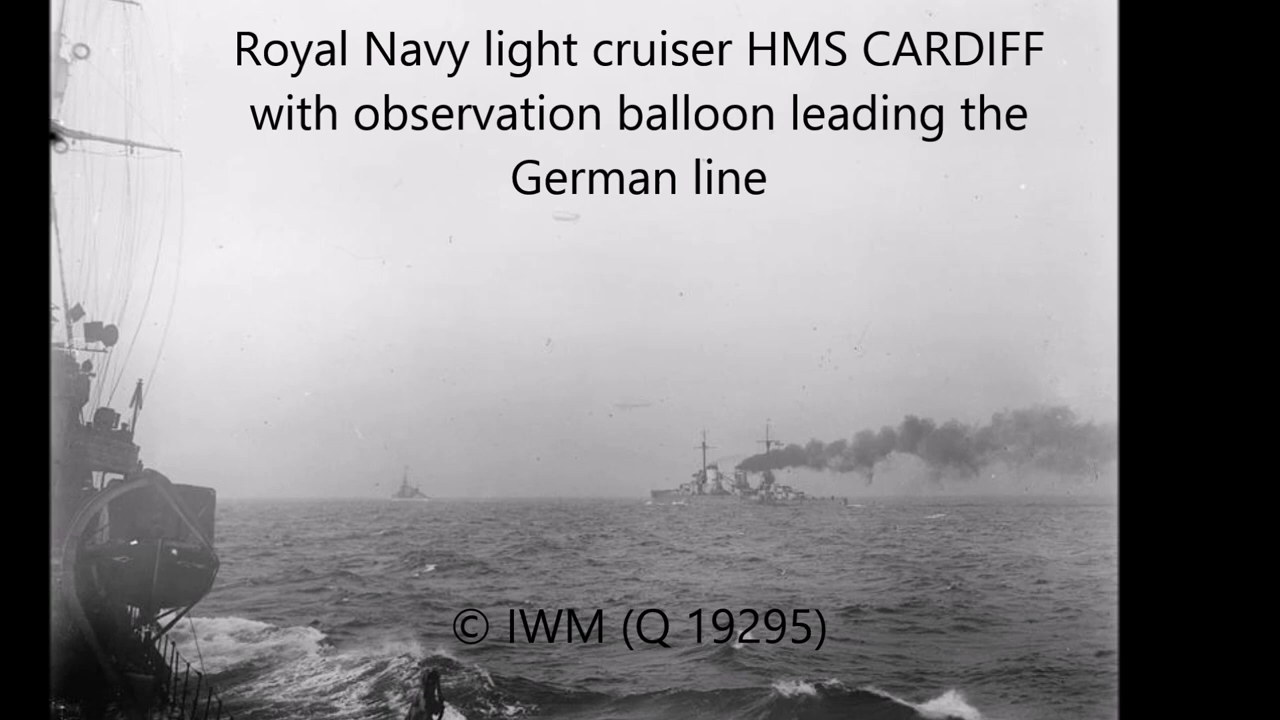 Royal Navy light cruiser HMS CARDIFF
with observation balloon leading the
German line
© IWM (Q 19295)